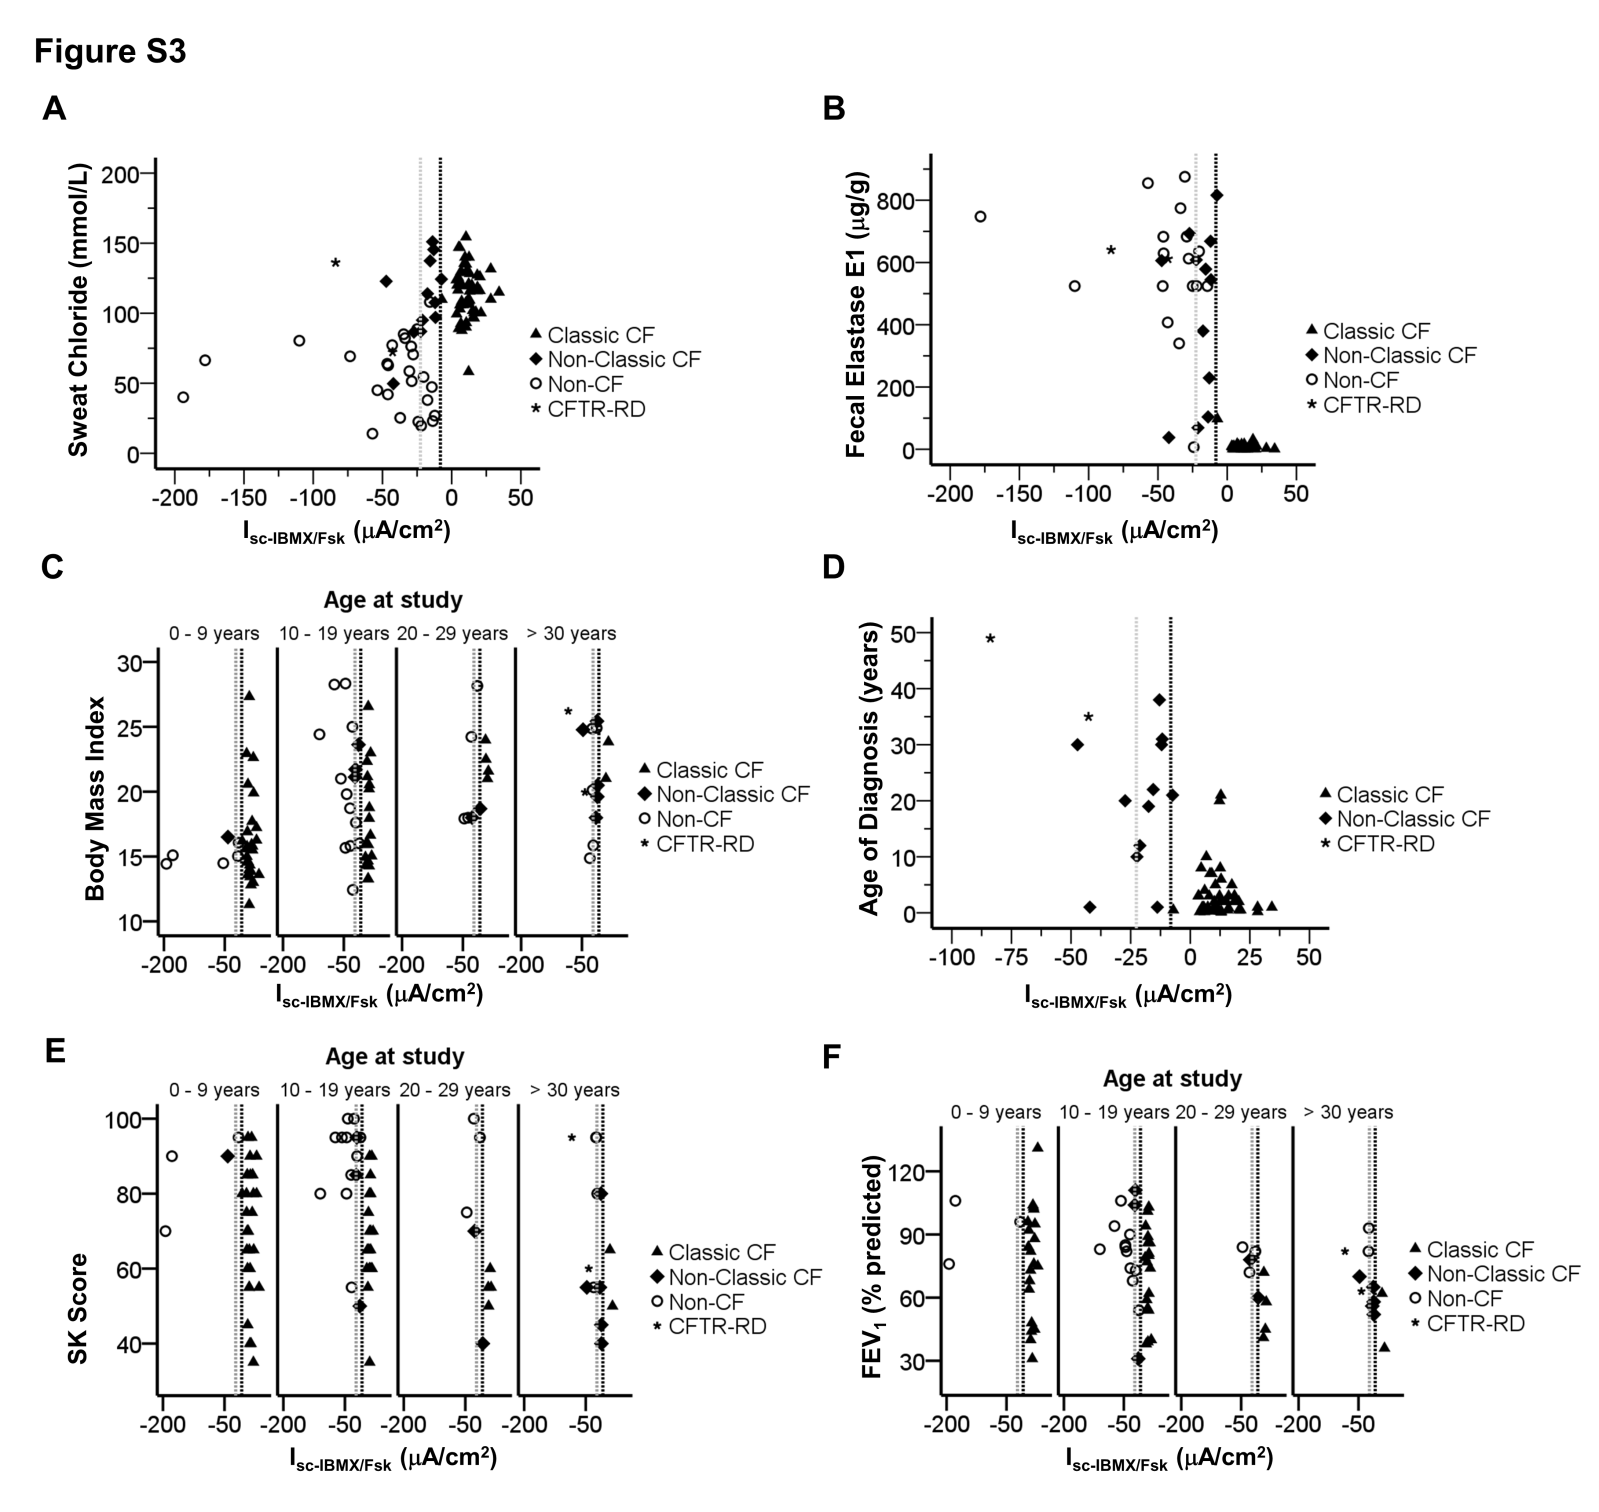 Figure S3
A
Sweat Chloride (mmol/L)
200
150
100
50
0
-200 -150 -100 -50 0 50
Isc-IBMX/Fsk (μA/cm²)
Classic CF
Non-Classic CF
Non-CF
CFTR-RD
B
Fecal Elastase E1 (μg/g)
800
600
400
200
0
-200 -150 -100 -50 0 50
Isc-IBMX/Fsk (μA/cm²)
Classic CF
Non-Classic CF
Non-CF
CFTR-RD
C
Age at study
0 - 9 years 10 - 19 years 20 - 29 years > 30 years
Body Mass Index
30
25
20
15
10
-200 -50 -200 -50 -200 -50 -200 -50
Isc-IBMX/Fsk (μA/cm²)
Classic CF
Non-Classic CF
Non-CF
CFTR-RD
D
Age of Diagnosis (years)
50
40
30
20
10
0
-100 -75 -50 -25 0 25 50
Isc-IBMX/Fsk (μA/cm²)
Classic CF
Non-Classic CF
CFTR-RD
E
Age at study
0 - 9 years 10 - 19 years 20 - 29 years > 30 years
SK Score
100
80
60
40
-200 -50 -200 -50 -200 -50 -200 -50
Isc-IBMX/Fsk (μA/cm²)
Classic CF
Non-Classic CF
Non-CF
CFTR-RD
F
Age at study
0 - 9 years 10 - 19 years 20 - 29 years > 30 years
FEV₁ (% predicted)
120
90
60
30
-200 -50 -200 -50 -200 -50 -200 -50
Isc-IBMX/Fsk (μA/cm²)
Classic CF
Non-Classic CF
Non-CF
CFTR-RD